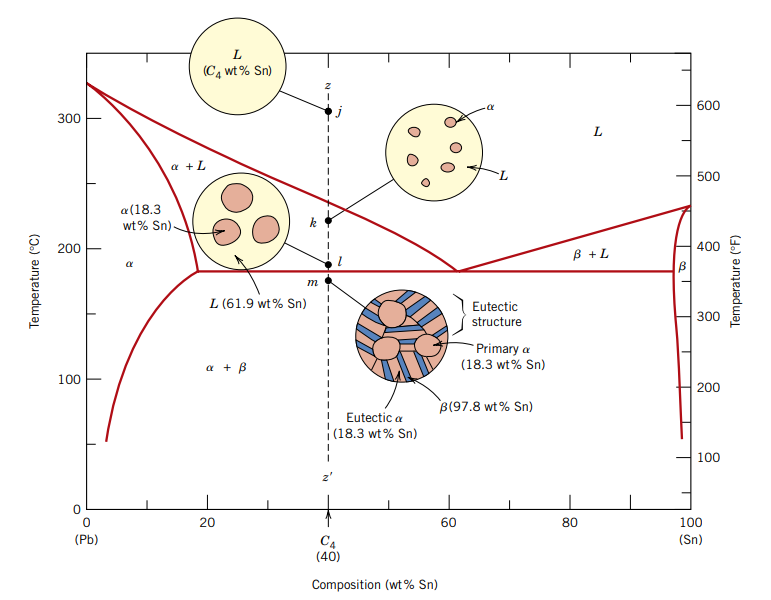 L
(C₄ wt% Sn)
z
j
α
L
L
α + L
α (18.3
wt% Sn)
k
β + L
α
l
β
m
L (61.9 wt% Sn)
Eutectic
structure
Primary α
(18.3 wt% Sn)
α + β
β (97.8 wt% Sn)
Eutectic α
(18.3 wt% Sn)
z′
300
200
100
0
Temperature (°C)
600
500
400
300
200
100
Temperature (°F)
0
20
60
80
100
(Pb)
C₄
(40)
(Sn)
Composition (wt% Sn)